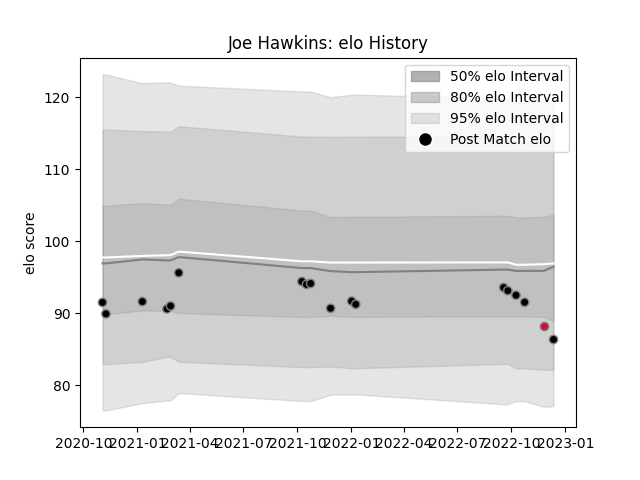 Joe Hawkins: elo History
50% elo Interval
80% elo Interval
95% elo Interval
Post Match elo
elo score
120
110
100
90
80
2020-10 2021-01 2021-04 2021-07 2021-10 2022-01 2022-04 2022-07 2022-10 2023-01